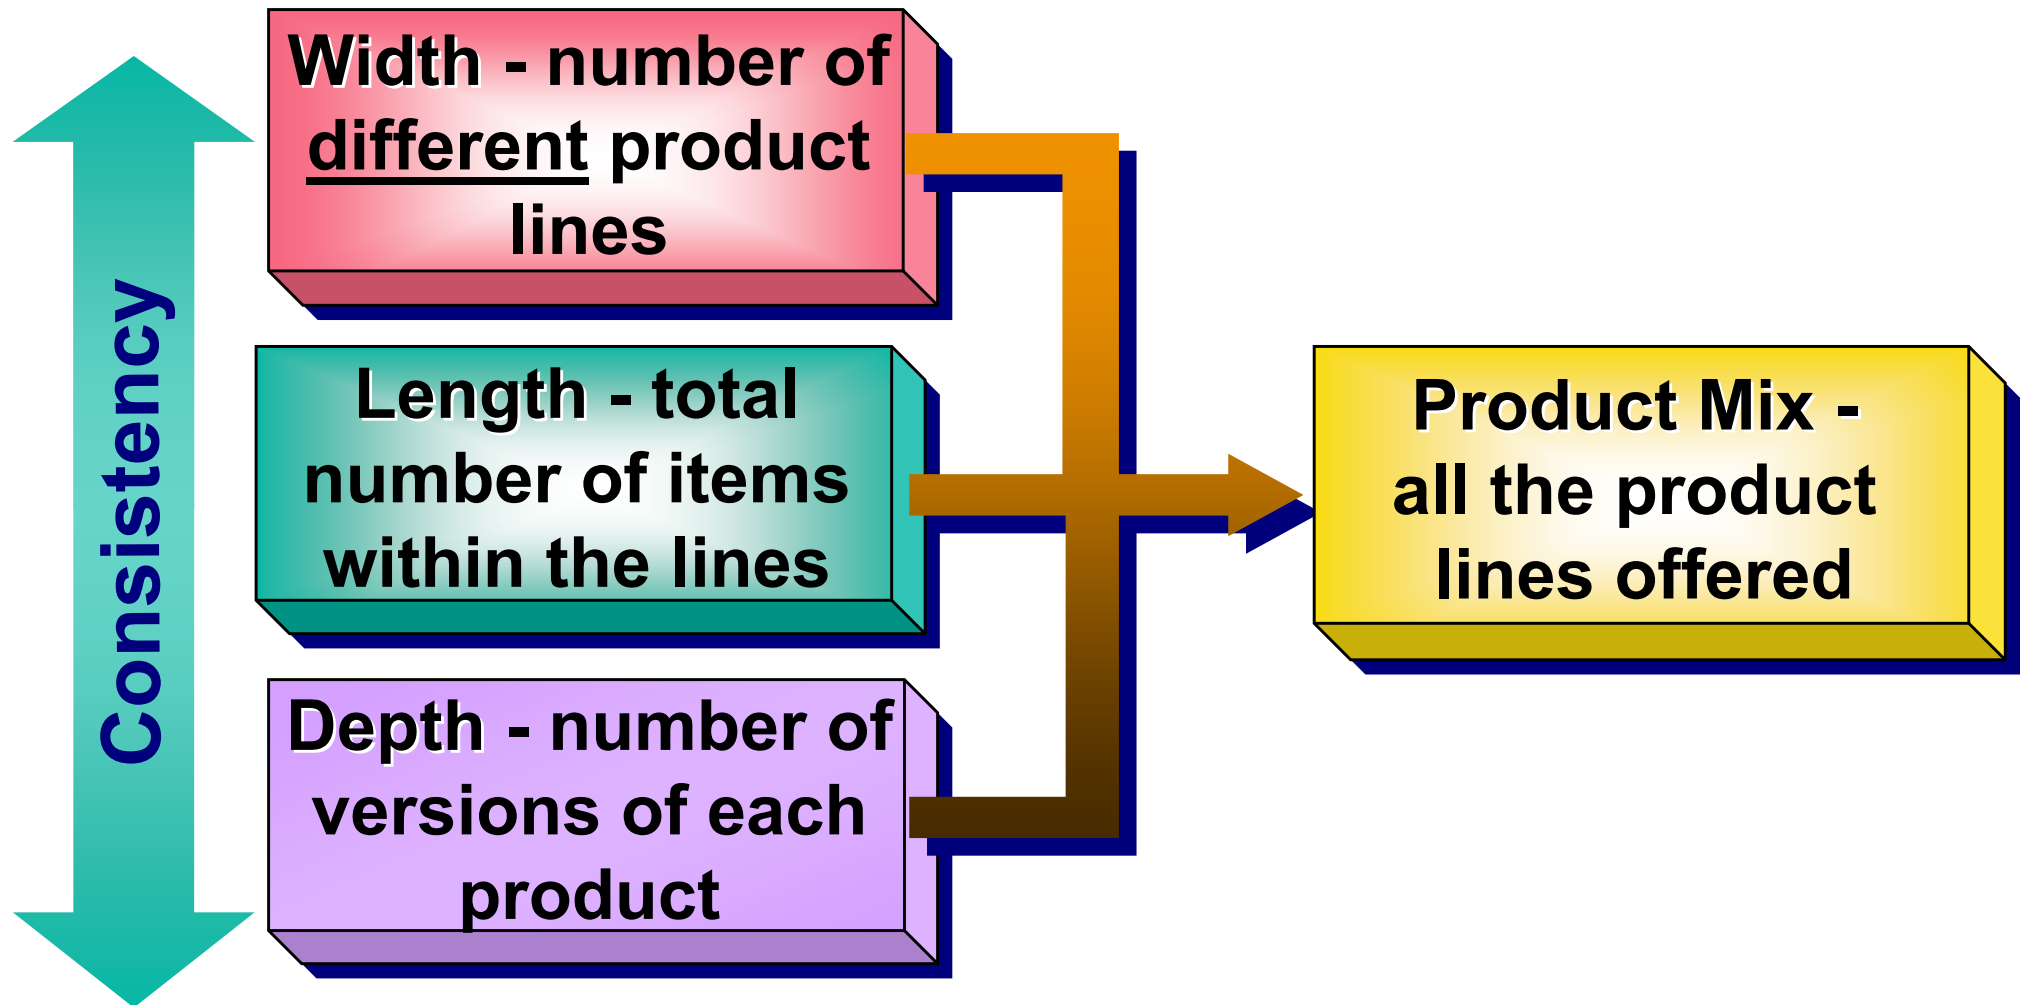 Consistency
Width - number of
different product
lines
Length - total
number of items
within the lines
Depth - number of
versions of each
product
Product Mix -
all the product
lines offered